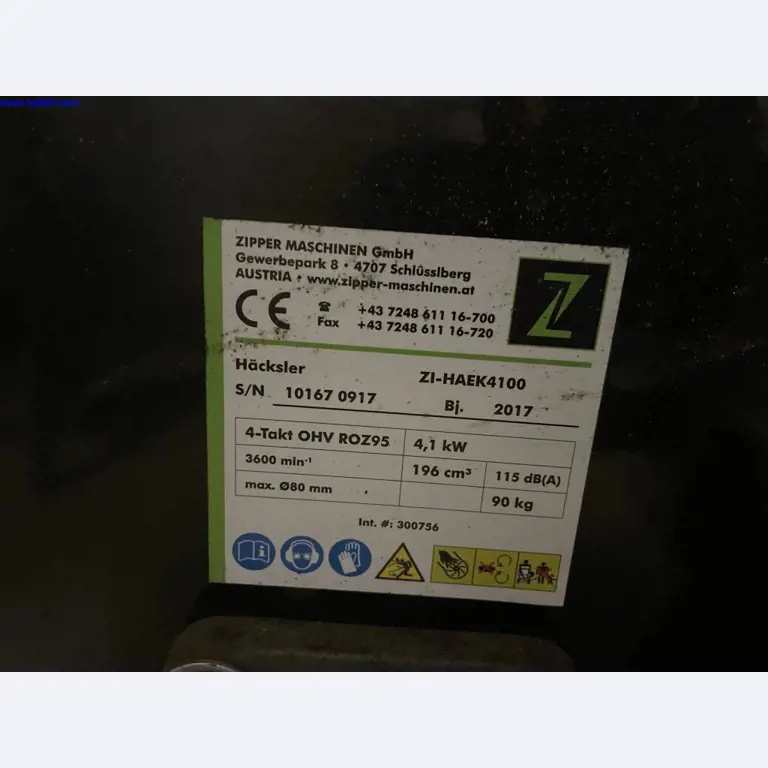 ZIPPER MASCHINEN GmbH
Gewerbepark 8 • 4707 Schlüsslberg
AUSTRIA • www.zipper-maschinen.at
CE ☎ +43 7248 611 16-700
Fax +43 7248 611 16-720
Z
Häcksler ZI-HAEK4100
S/N 10167 0917 Bj. 2017
4-Takt OHV ROZ95 4,1 kW
3600 min-1 196 cm³ 115 dB(A)
max. Ø80 mm 90 kg
Int. #: 300756